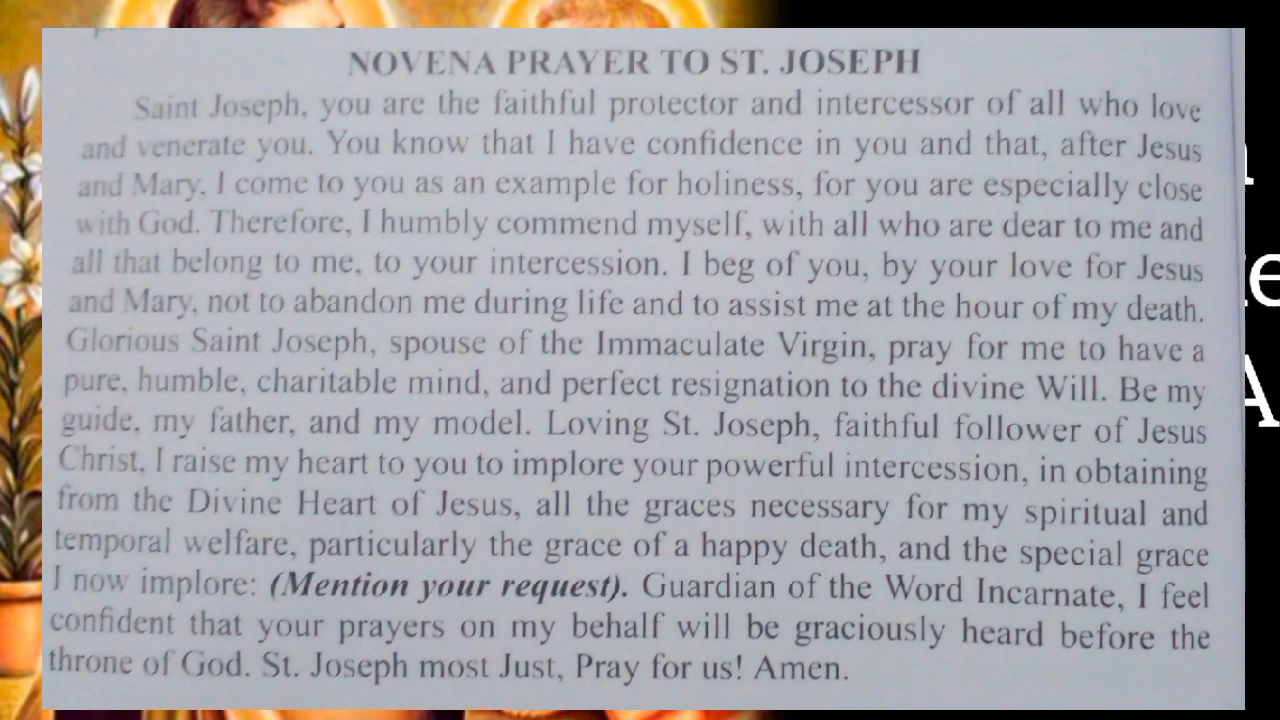 NOVENA PRAYER TO ST. JOSEPH
Saint Joseph, you are the faithful protector and intercessor of all who love
and venerate you. You know that I have confidence in you and that, after Jesus
and Mary, I come to you as an example for holiness, for you are especially close
with God. Therefore, I humbly commend myself, with all who are dear to me and
all that belong to me, to your intercession. I beg of you, by your love for Jesus
and Mary, not to abandon me during life and to assist me at the hour of my death.
Glorious Saint Joseph, spouse of the Immaculate Virgin, pray for me to have a
pure, humble, charitable mind, and perfect resignation to the divine Will. Be my
guide, my father, and my model. Loving St. Joseph, faithful follower of Jesus
Christ, I raise my heart to you to implore your powerful intercession, in obtaining
from the Divine Heart of Jesus, all the graces necessary for my spiritual and
temporal welfare, particularly the grace of a happy death, and the special grace
I now implore: (Mention your request). Guardian of the Word Incarnate, I feel
confident that your prayers on my behalf will be graciously heard before the
throne of God. St. Joseph most Just, Pray for us! Amen.